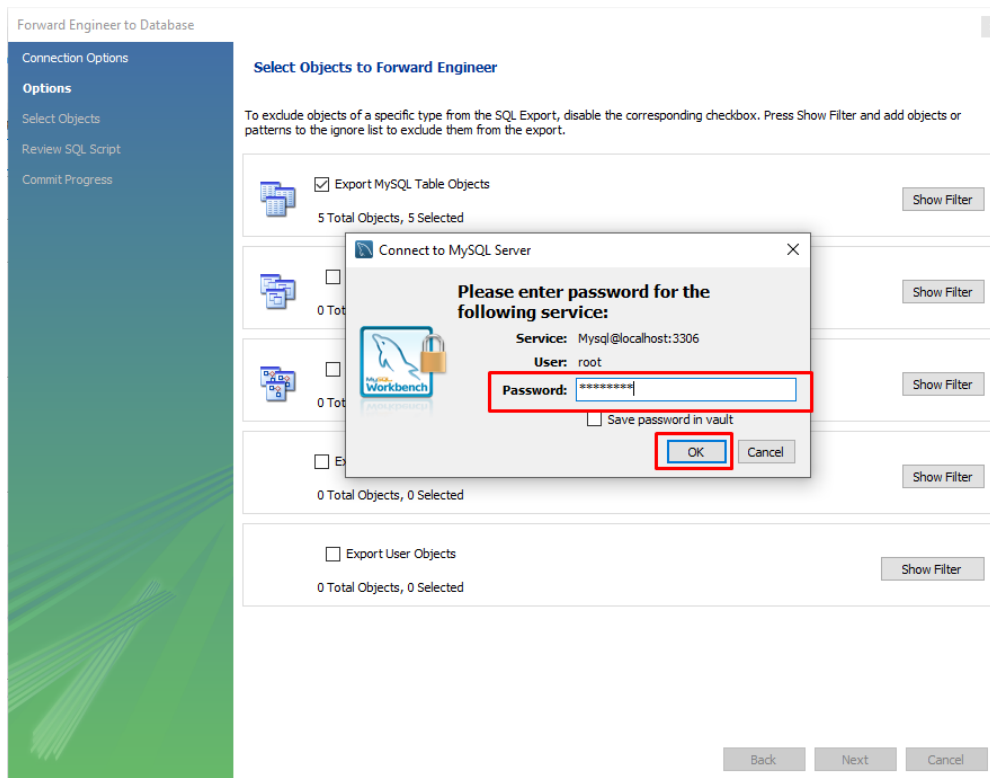 Forward Engineer to Database
Connection Options
Options
Select Objects
Review SQL Script
Commit Progress
Select Objects to Forward Engineer
To exclude objects of a specific type from the SQL Export, disable the corresponding checkbox. Press Show Filter and add objects or
patterns to the ignore list to exclude them from the export.
Export MySQL Table Objects
Show Filter
5 Total Objects, 5 Selected
Connect to MySQL Server
Please enter password for the
following service:
Service: Mysql@localhost:3306
User: root
Password: ********
Save password in vault
OK Cancel
MySQL
Workbench
Show Filter
0 Tot
Show Filter
0 Tot
Show Filter
0 Total Objects, 0 Selected
Export User Objects
Show Filter
0 Total Objects, 0 Selected
Back Next Cancel